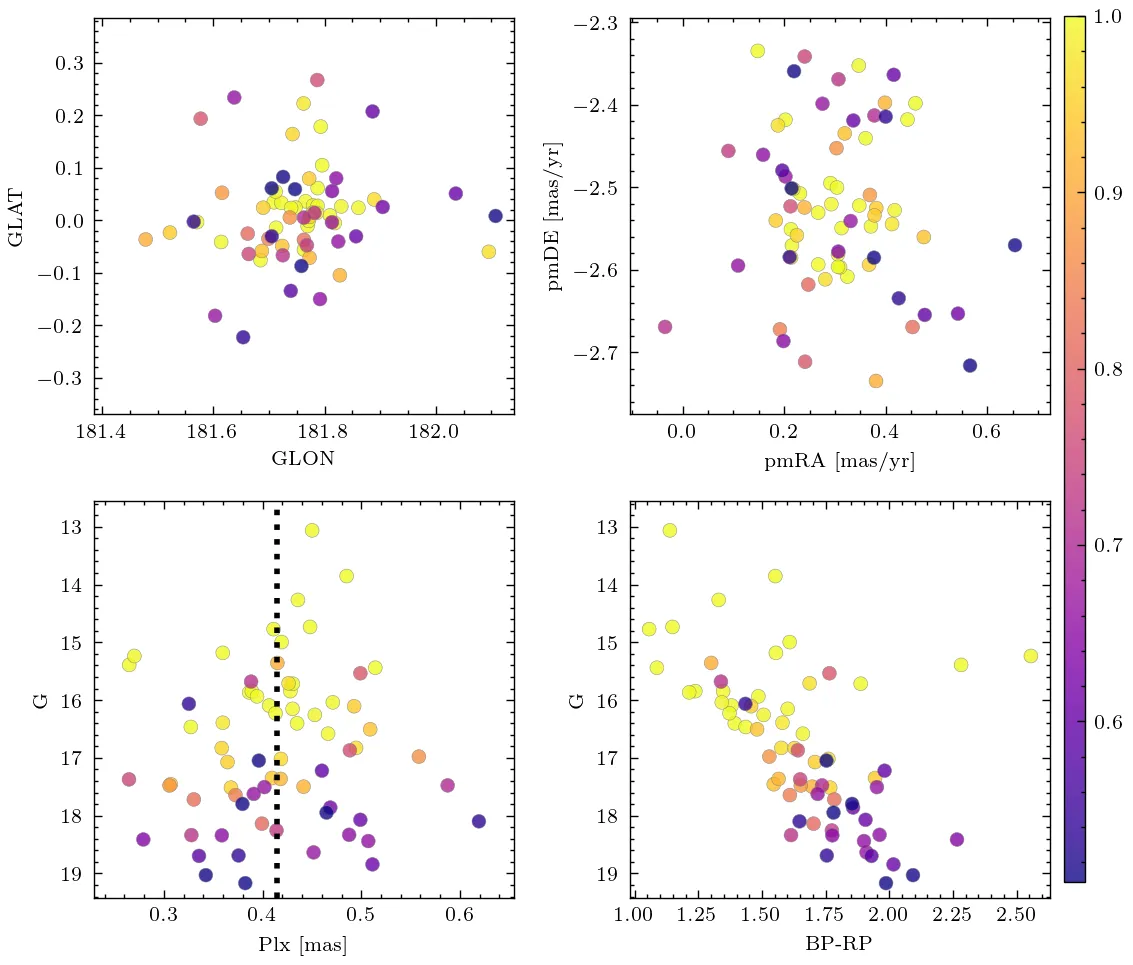 0.3
0.2
0.1
0.0
−0.1
−0.2
−0.3
GLAT
181.4 181.6 181.8 182.0
GLON
−2.3
−2.4
−2.5
−2.6
−2.7
pmDE [mas/yr]
0.0 0.2 0.4 0.6
pmRA [mas/yr]
1.0
0.9
0.8
0.7
0.6
13
14
15
16
17
18
19
G
0.3 0.4 0.5 0.6
Plx [mas]
13
14
15
16
17
18
19
G
1.00 1.25 1.50 1.75 2.00 2.25 2.50
BP-RP